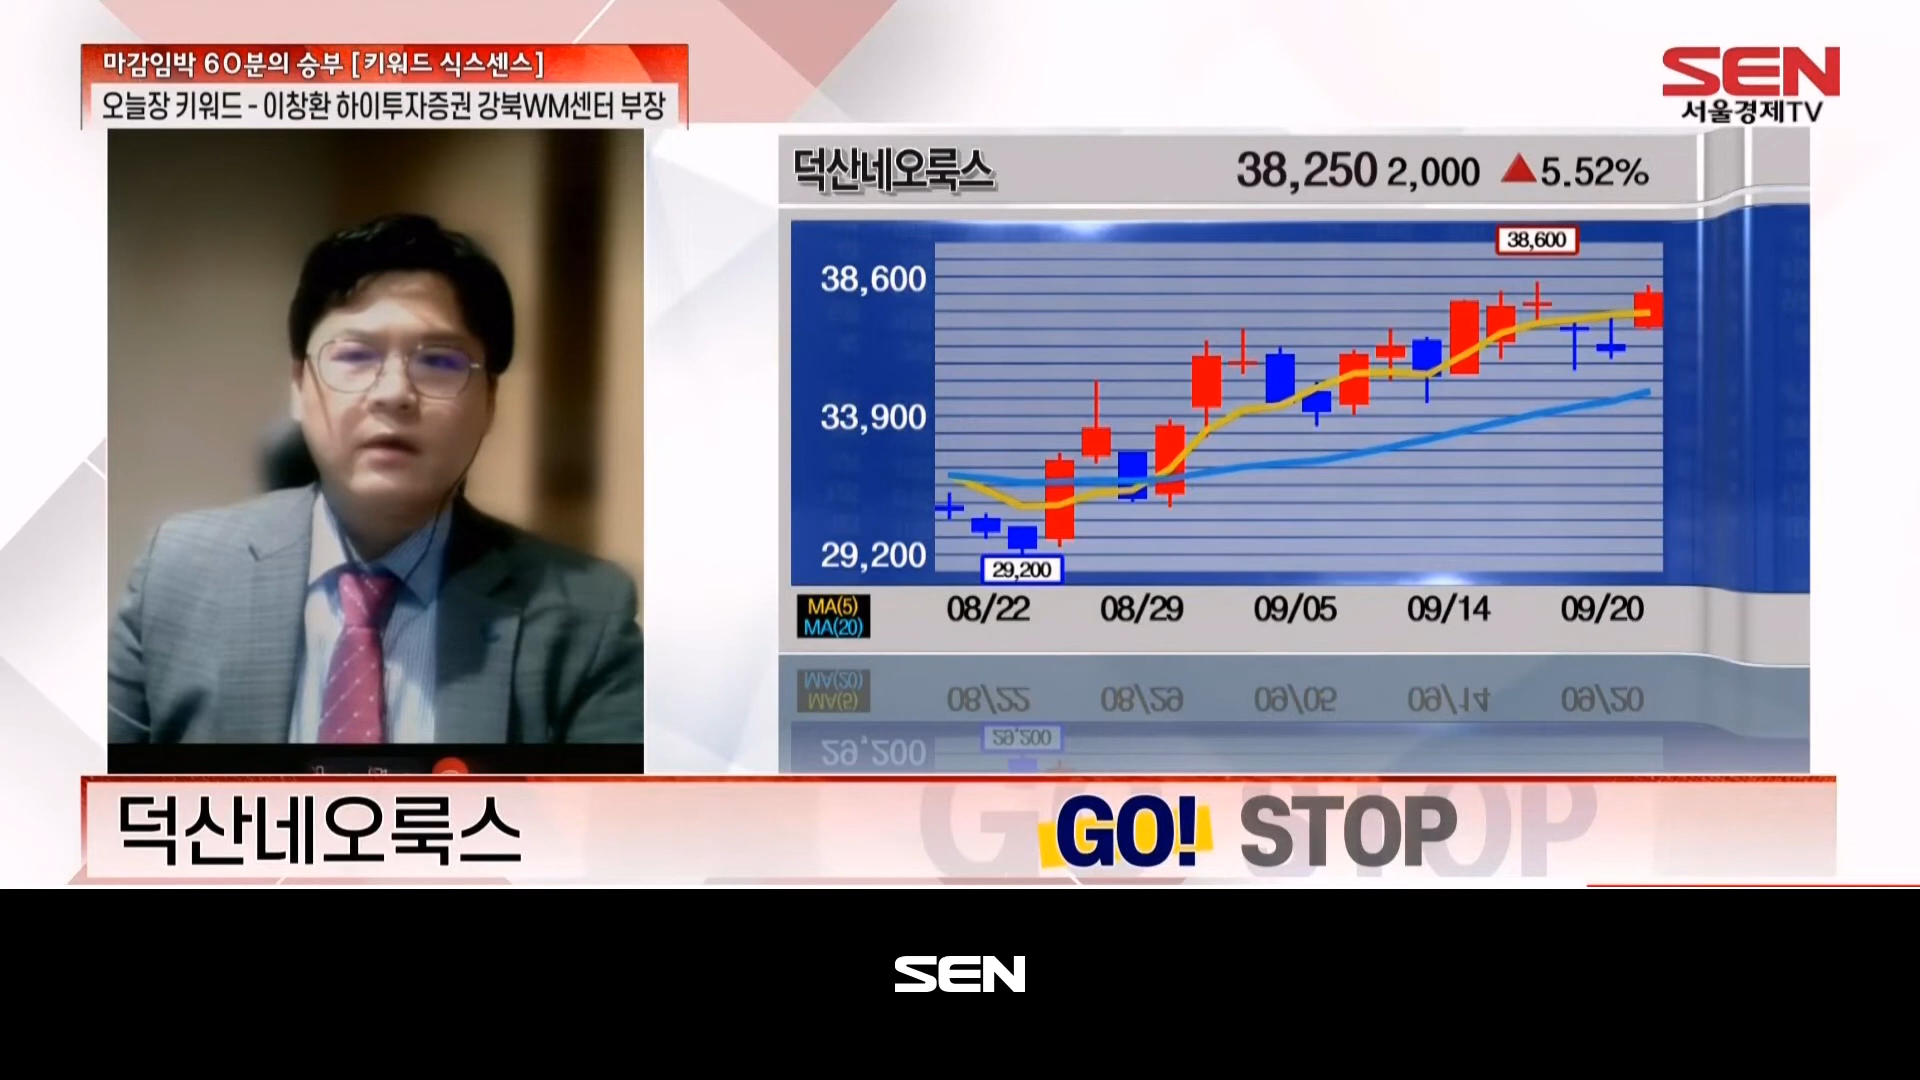 마감임박 60분의 승부 [키워드 식스센스]
오늘장 키워드 - 이창환 하이투자증권 강북WM센터 부장
SEN
서울경제TV
덕산네오룩스 38,250 2,000 ▲5.52%
38,600
38,600
33,900
29,200
29,200
MA(5)
MA(20)
08/22 08/29 09/05 09/14 09/20
덕산네오룩스 GO! STOP
SEN